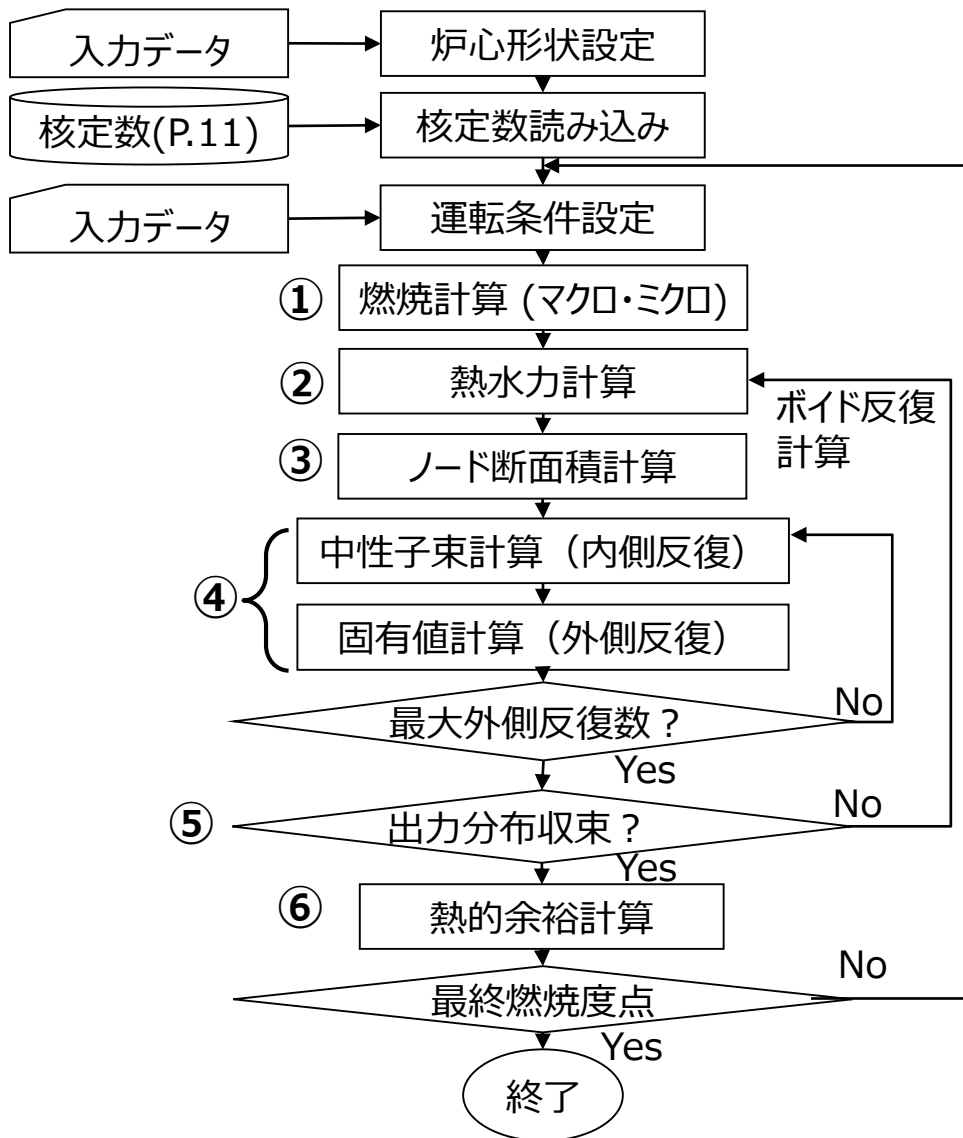 入力データ
炉心形状設定
核定数(P.11)
核定数読み込み
入力データ
運転条件設定
①
燃焼計算 (マクロ・ミクロ)
②
熱水力計算
ボイド反復
計算
③
ノード断面積計算
④
中性子束計算（内側反復）
固有値計算（外側反復）
最大外側反復数？
No
Yes
⑤
出力分布収束？
No
Yes
⑥
熱的余裕計算
最終燃焼度点
No
Yes
終了